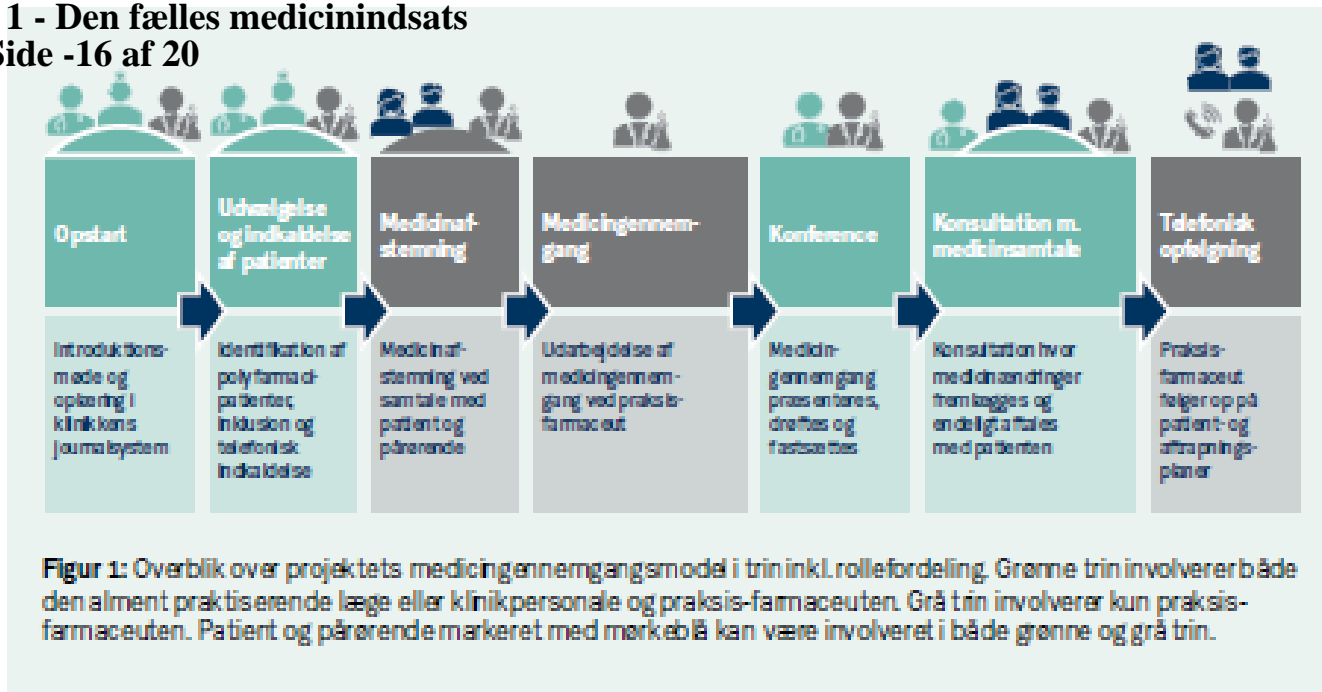 1 - Den fælles medicinindsats
Side -16 af 20
Opstart
Udvælgelse
og indkaldelse
af patienter
Medicinaf-
stemning
Medicingennem-
gang
Konference
Konsultation m.
medicinsamtale
Telefonisk
opfølgning
Introduktions-
møde og
oplæring i
klinikkens
journalsystem
Identifikation af
polyfarmaci-
patienter,
inklusion og
telefonisk
indkaldelse
Medicinaf-
stemning ved
samtale med
patient og
pårørende
Udarbejdelse af
medicingennem-
gang ved praksis-
farmaceut
Medicin-
gennemgang
præsenteres,
drøftes og
fastsættes
Konsultation hvor
medicinændringer
fremlægges og
endeligt aftales
med patienten
Praksis-
farmaceut
følger op på
patient- og
aftrapnings-
planer
Figur 1: Overblik over projektets medicingennemgangsmodel i trin inkl. rollefordeling. Grønne trin involverer både
den alment praktiserende læge eller klinikpersonale og praksis-farmaceuten. Grå trin involverer kun praksis-
farmaceuten. Patient og pårørende markeret med mørkeblå kan være involveret i både grønne og grå trin.